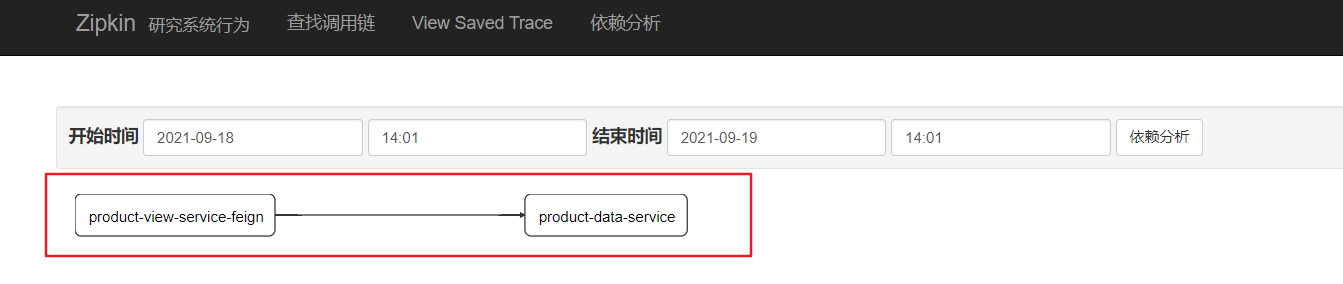 Zipkin 研究系统行为 查找调用链 View Saved Trace 依赖分析
开始时间 2021-09-18 14:01 结束时间 2021-09-19 14:01 依赖分析
product-view-service-feign product-data-service